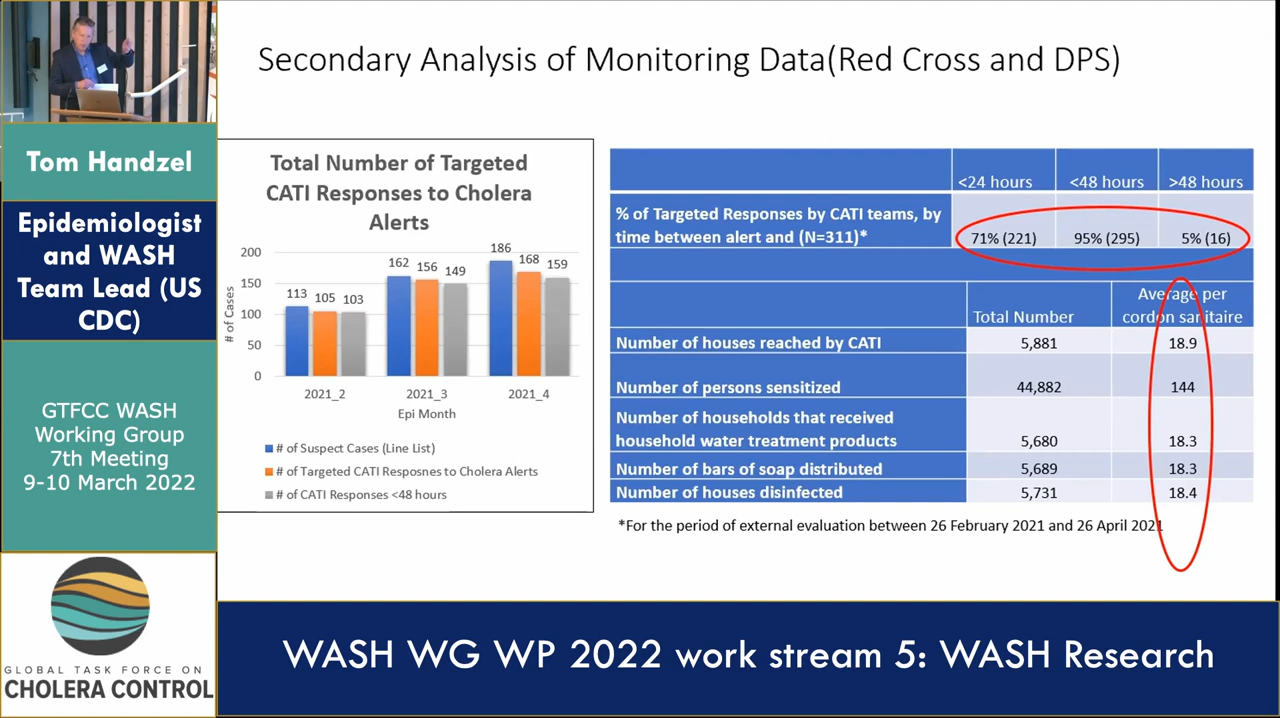 Secondary Analysis of Monitoring Data(Red Cross and DPS)
Tom Handzel
Epidemiologist
and WASH
Team Lead (US
CDC)
GTFCC WASH
Working Group
7th Meeting
9-10 March 2022
GLOBAL TASK FORCE ON
CHOLERA CONTROL
Total Number of Targeted
CATI Responses to Cholera
Alerts
# of Cases
200
150
100
50
0
113 105 103
162 156 149
186 168 159
2021_2 2021_3 2021_4
Epi Month
# of Suspect Cases (Line List)
# of Targeted CATI Resposnes to Cholera Alerts
# of CATI Responses <48 hours
<24 hours <48 hours >48 hours
% of Targeted Responses by CATI teams, by
time between alert and (N=311)* 71% (221) 95% (295) 5% (16)
Average per
Total Number cordon sanitaire
Number of houses reached by CATI 5,881 18.9
Number of persons sensitized 44,882 144
Number of households that received
household water treatment products 5,680 18.3
Number of bars of soap distributed 5,689 18.3
Number of houses disinfected 5,731 18.4
*For the period of external evaluation between 26 February 2021 and 26 April 2021
WASH WG WP 2022 work stream 5: WASH Research